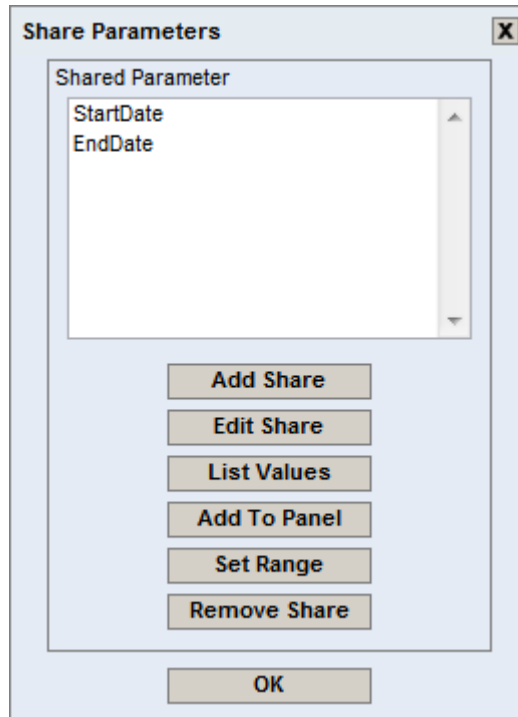 Share Parameters X
Shared Parameter
StartDate
EndDate
Add Share
Edit Share
List Values
Add To Panel
Set Range
Remove Share
OK